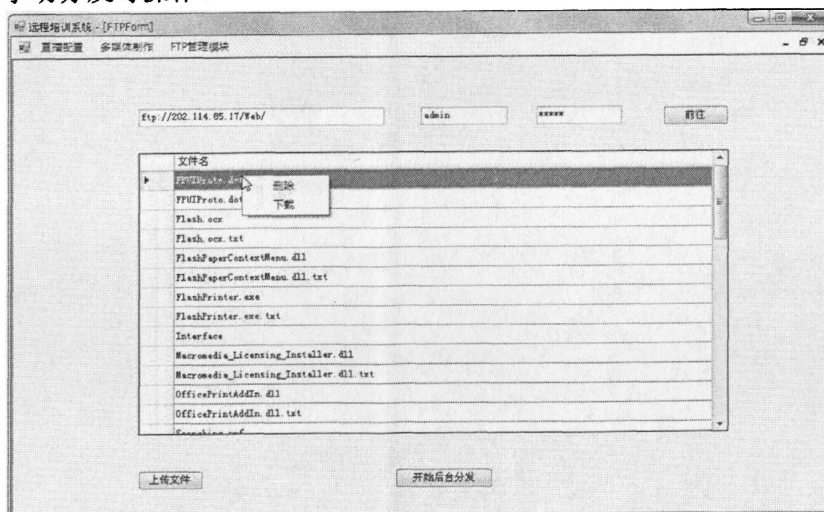 远程培训系统 - [FTPForm]
直播配置 多媒体制作 FTP管理模块
ftp://202.114.65.17/Web/ admin ***** 前往
文件名
删除
FPUIProto.dot
下载
Flash.ocx
Flash.ocx.txt
FlashPaperContextMenu.dll
FlashPaperContextMenu.dll.txt
FlashPrinter.exe
FlashPrinter.exe.txt
Interface
Macromedia_Licensing_Installer.dll
Macromedia_Licensing_Installer.dll.txt
OfficePrintAddIn.dll
OfficePrintAddIn.dll.txt
上传文件 开始后台分发